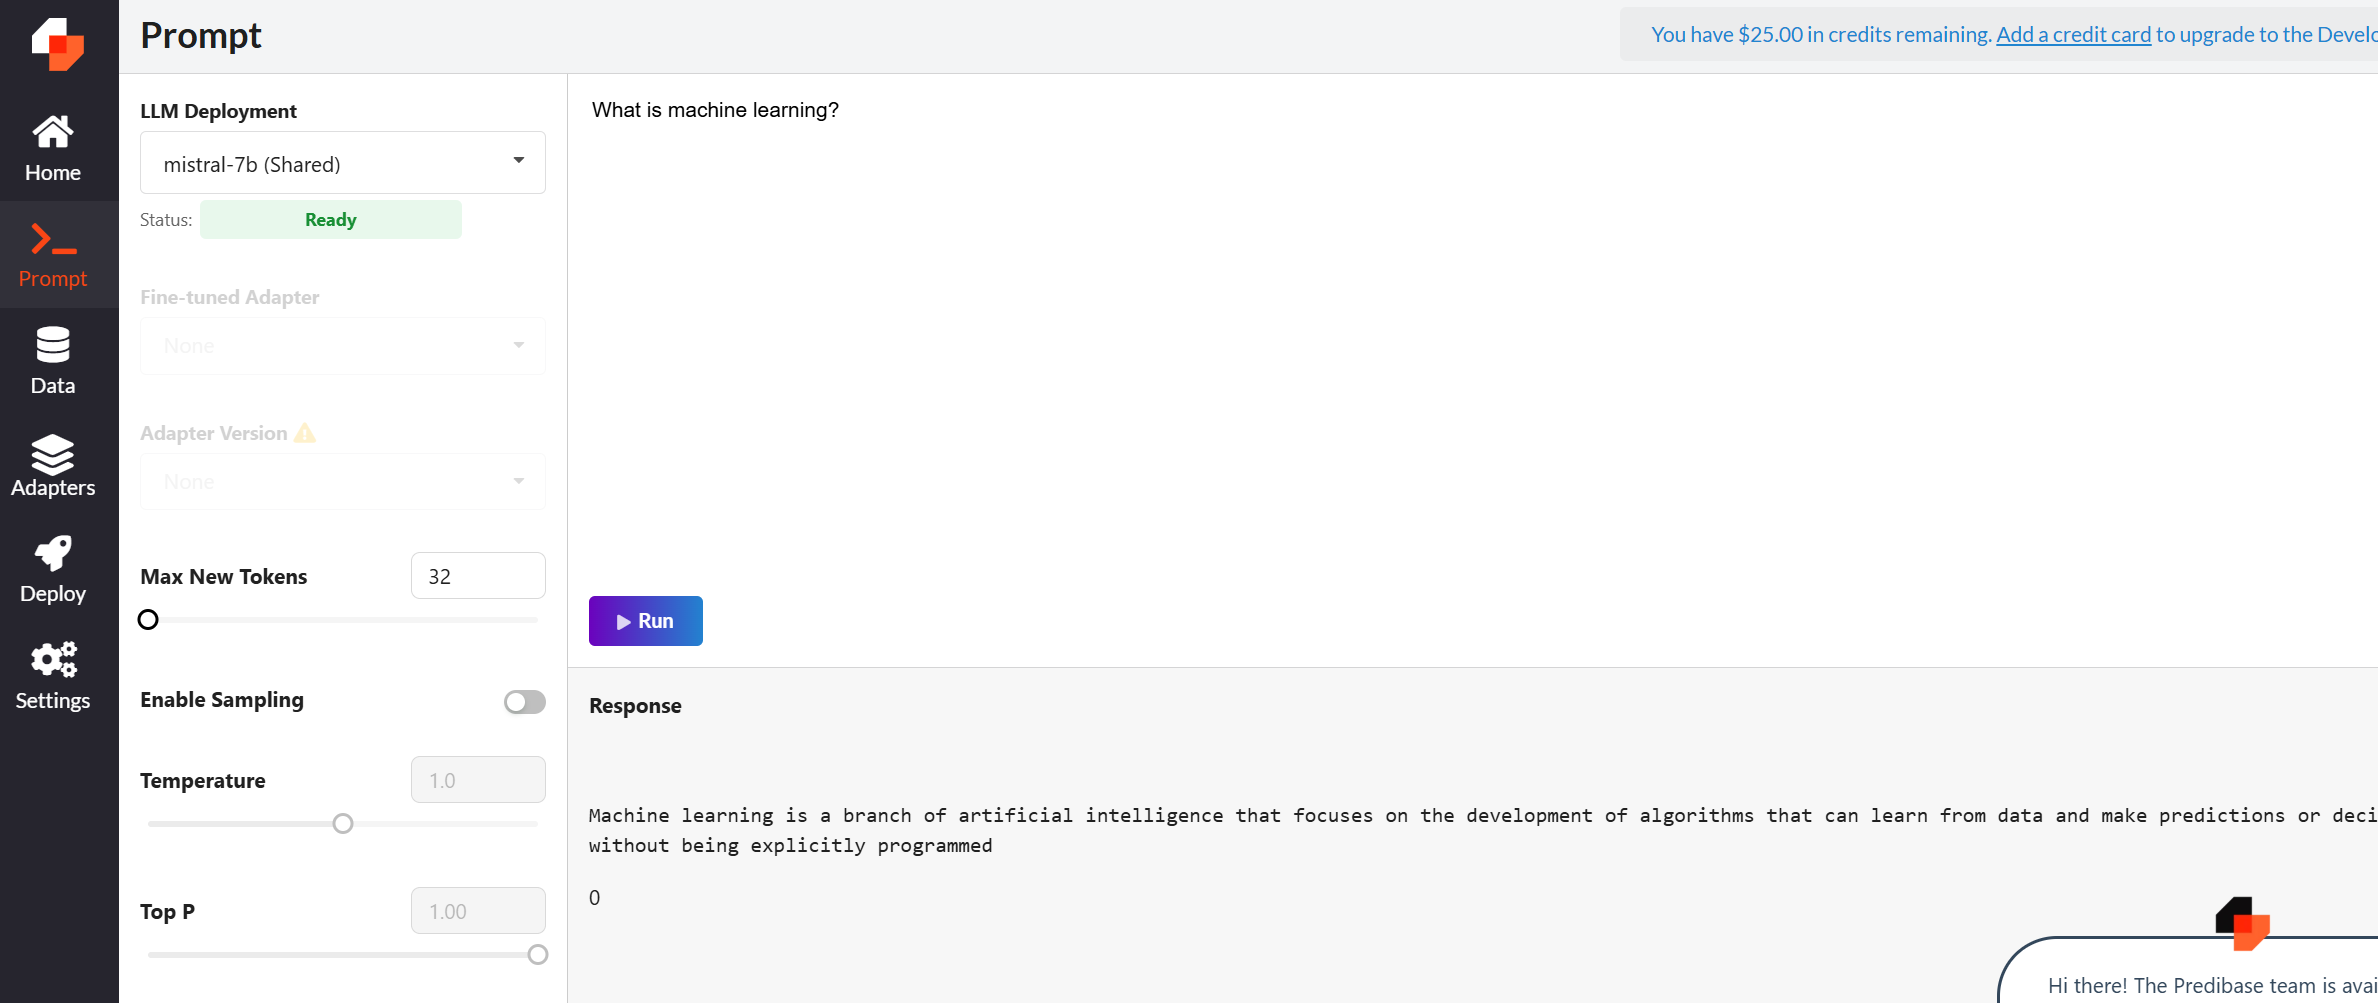 Prompt
You have $25.00 in credits remaining. Add a credit card to upgrade to the
Home
Prompt
Data
Adapters
Deploy
Settings
LLM Deployment
mistral-7b (Shared)
Status: Ready
Fine-tuned Adapter
None
Adapter Version
None
Max New Tokens 32
Enable Sampling
Temperature 1.0
Top P 1.00
What is machine learning?
Run
Response
Machine learning is a branch of artificial intelligence that focuses on the development of algorithms that can learn from data and make predictions or
without being explicitly programmed
0
Hi there! The Predibase team is